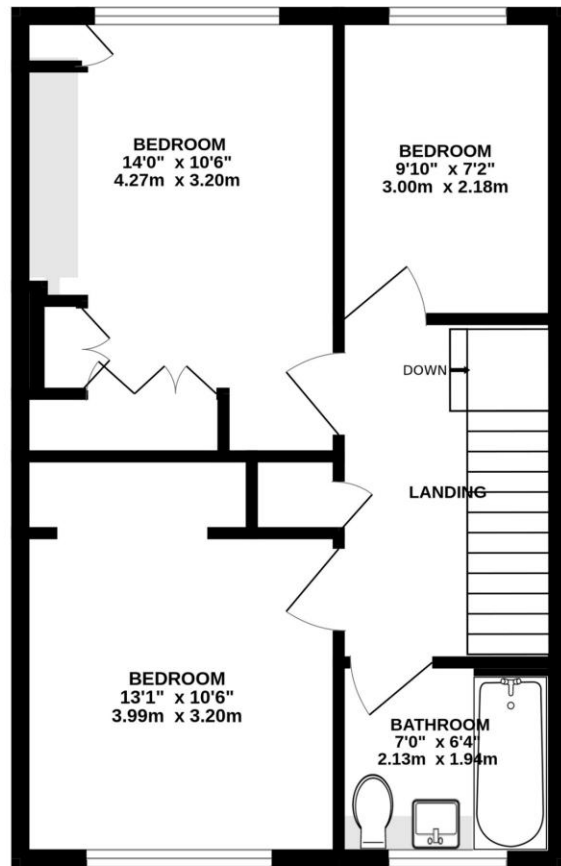 BEDROOM
14'0" x 10'6"
4.27m x 3.20m
BEDROOM
9'10" x 7'2"
3.00m x 2.18m
DOWN
LANDING
BEDROOM
13'1" x 10'6"
3.99m x 3.20m
BATHROOM
7'0" x 6'4"
2.13m x 1.94m